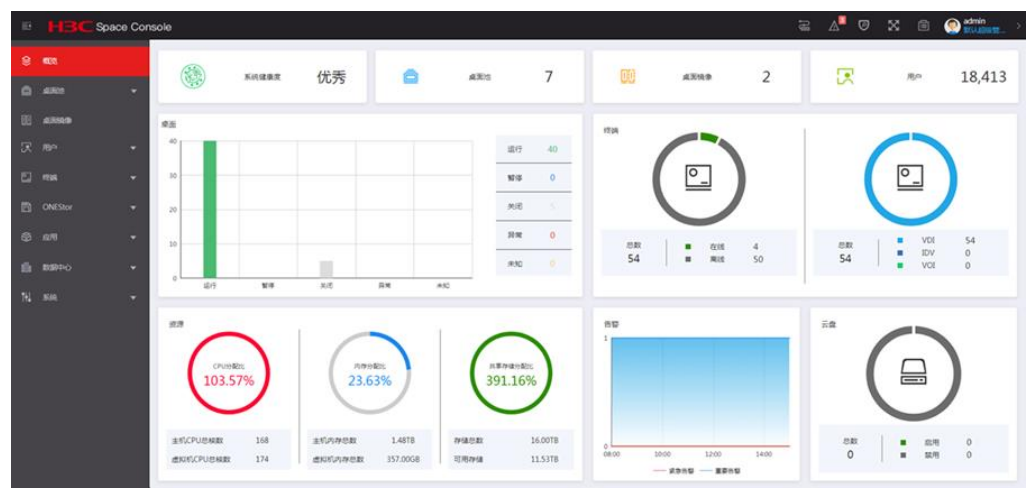 H3C Space Console
admin
概览
桌面池
桌面镜像
用户
终端
ONEStor
应用
数据中心
系统
系统健康度 优秀
桌面池 7
桌面镜像 2
用户 18,413
桌面
40
30
20
10
0
运行 暂停 关闭 异常 未知
运行 40
暂停 0
关闭 5
异常 0
未知 0
终端
总数 54
在线 4
离线 50
总数 54
VDI 54
IDV 0
VOI 0
资源
CPU分配比
103.57%
主机CPU总核数 168
虚拟机CPU总核数 174
内存分配比
23.63%
主机内存总数 1.48TB
虚拟机内存总数 357.00GB
共享存储分配比
391.16%
存储总数 16.00TB
可用存储 11.53TB
告警
1
0
08:00 10:00 12:00 14:00
紧急告警 重要告警
云盘
总数 0
启用 0
禁用 0